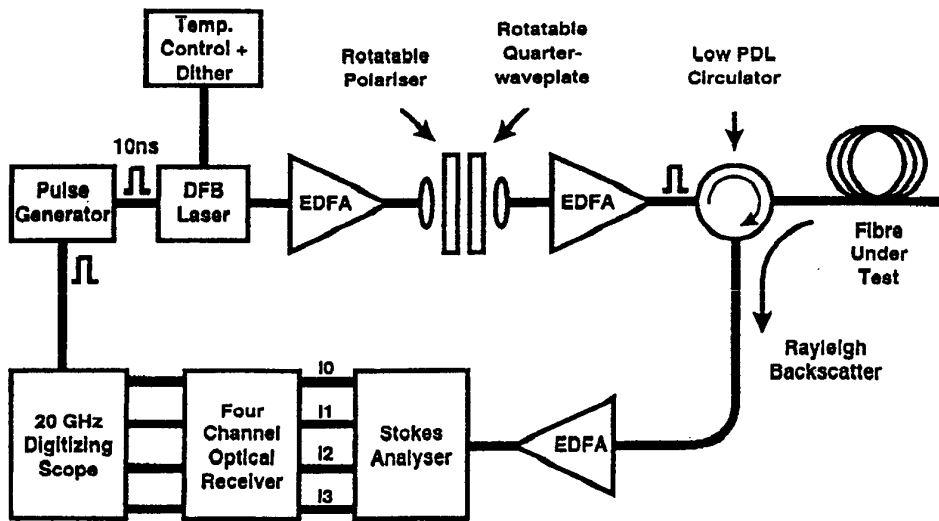 Temp.
Control +
Dither
Rotatable
Polariser
Rotatable
Quarter-
waveplate
Low PDL
Circulator
10ns
Pulse
Generator
DFB
Laser
EDFA
EDFA
Fibre
Under
Test
Rayleigh
Backscatter
20 GHz
Digitizing
Scope
Four
Channel
Optical
Receiver
I0
I1
I2
I3
Stokes
Analyser
EDFA